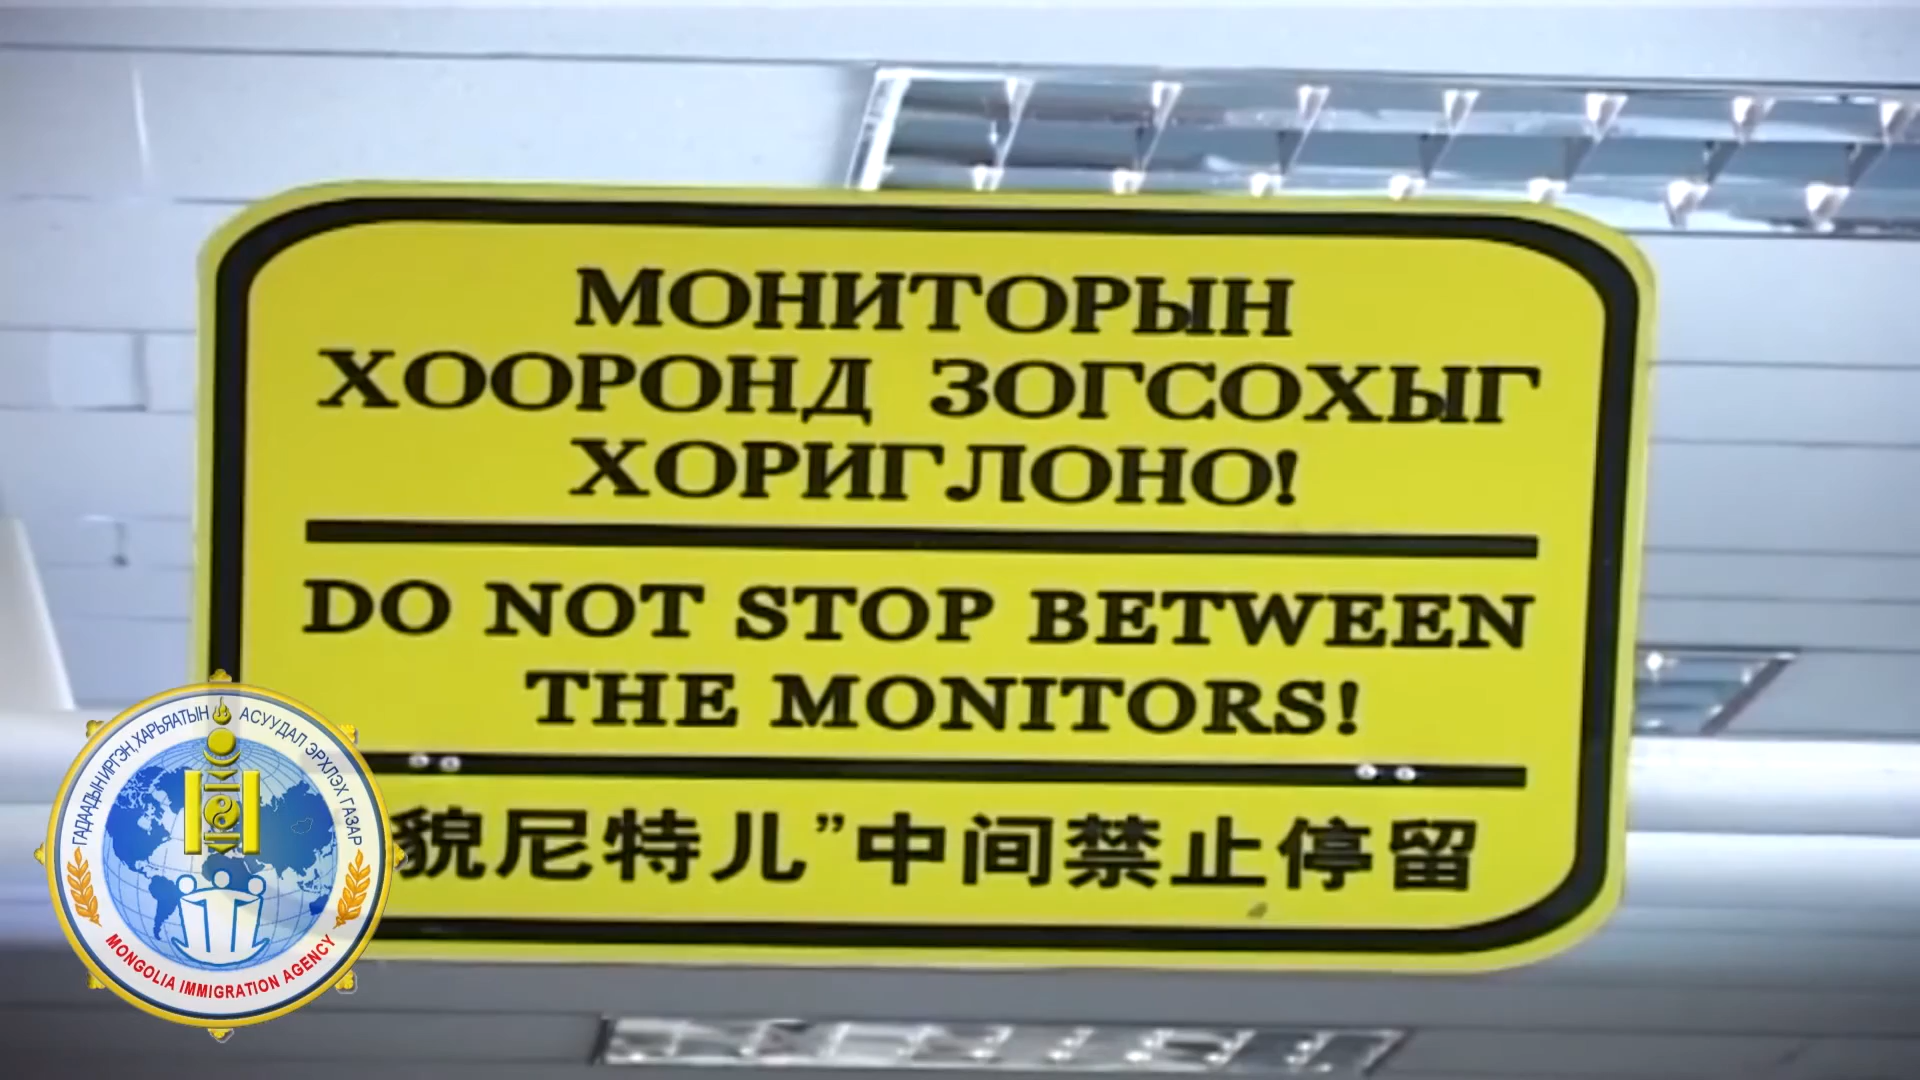 МОНИТОРЫН
ХООРОНД ЗОГСОХЫГ
ХОРИГЛОНО!
DO NOT STOP BETWEEN
THE MONITORS!
貌尼特儿”中间禁止停留
ГАДААДЫН ИРГЭН, ХАРЬЯАТЫН АСУУДАЛ ЭРХЛЭХ ГАЗАР
MONGOLIA IMMIGRATION AGENCY